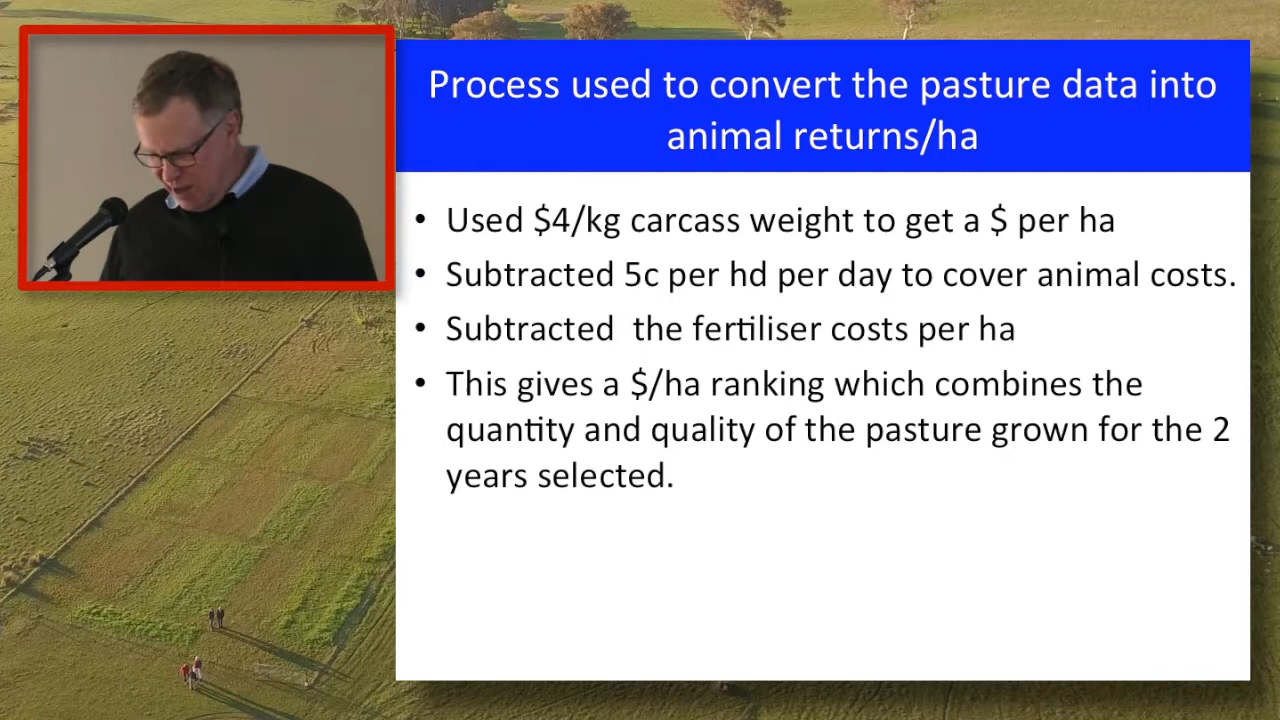 Process used to convert the pasture data into
animal returns/ha
• Used $4/kg carcass weight to get a $ per ha
• Subtracted 5c per hd per day to cover animal costs.
• Subtracted  the fertiliser costs per ha
• This gives a $/ha ranking which combines the
quantity and quality of the pasture grown for the 2
years selected.